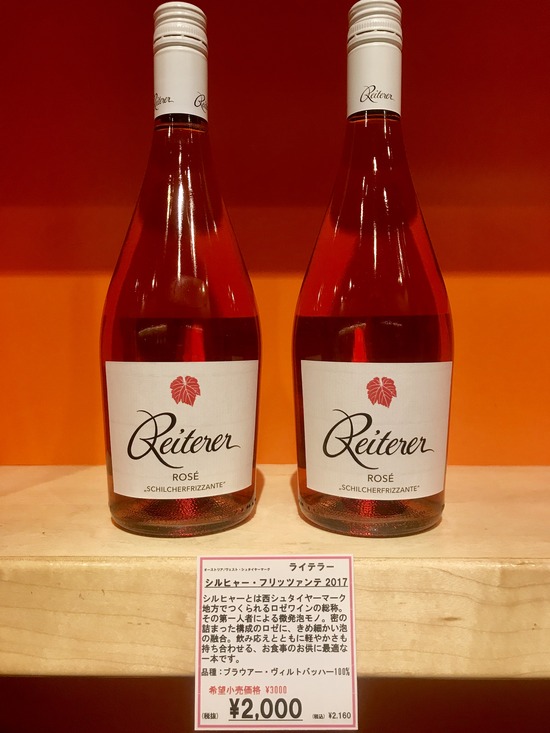 Reiterer
Reiterer
Reiterer
ROSÉ
„SCHILCHERFRIZZANTE“
Reiterer
ROSÉ
„SCHILCHERFRIZZANTE“
オーストリア/ヴェスト・シュタイヤーマーク
ライテラー
シルヒャー・フリッツァンテ 2017
シルヒャーとは西シュタイヤーマーク
地方でつくられるロゼワインの総称。
その第一人者による微発泡モノ。密の
詰まった構成のロゼに、きめ細かい泡
の融合。飲み応えとともに軽やかさも
持ち合わせる、お食事のお供に最適な
一本です。
品種：ブラウアー・ヴィルトバッハー100%
希望小売価格 ¥3000
(税抜) ¥2,000 (税込) ¥2,160